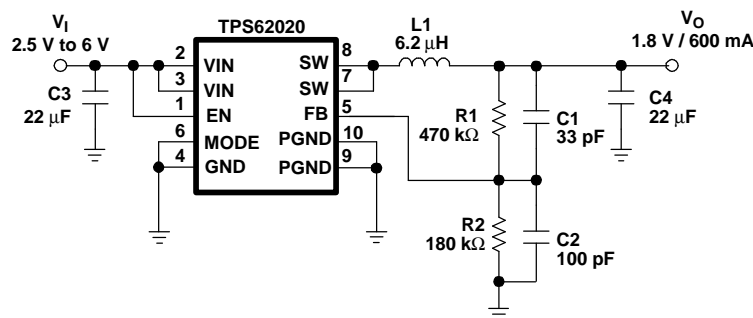 TPS62020
V_I
2.5 V to 6 V
V_O
1.8 V / 600 mA
L1
6.2 μH
2 VIN
3 VIN
1 EN
6 MODE
4 GND
SW 8
SW 7
FB 5
PGND 10
PGND 9
C3
22 μF
R1
470 kΩ
C1
33 pF
C4
22 μF
R2
180 kΩ
C2
100 pF